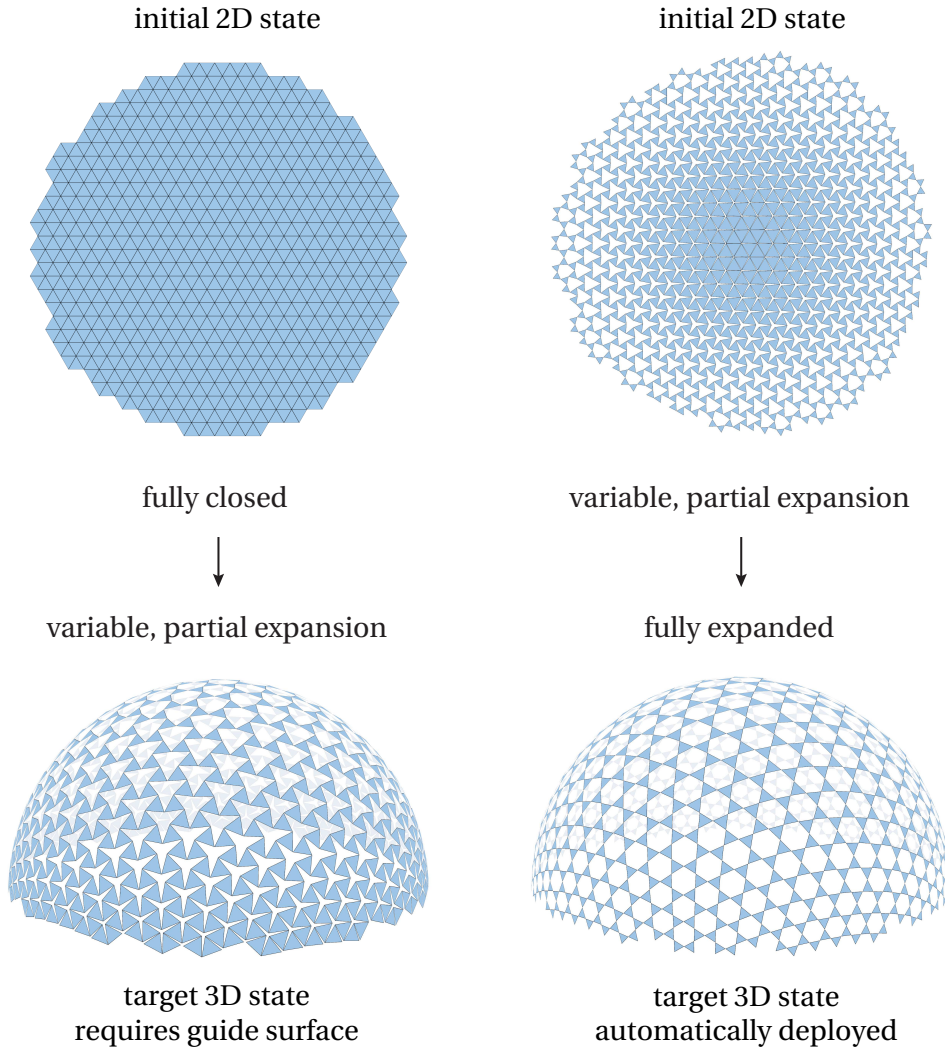 initial 2D state
fully closed
variable, partial expansion
target 3D state
requires guide surface
initial 2D state
variable, partial expansion
fully expanded
target 3D state
automatically deployed